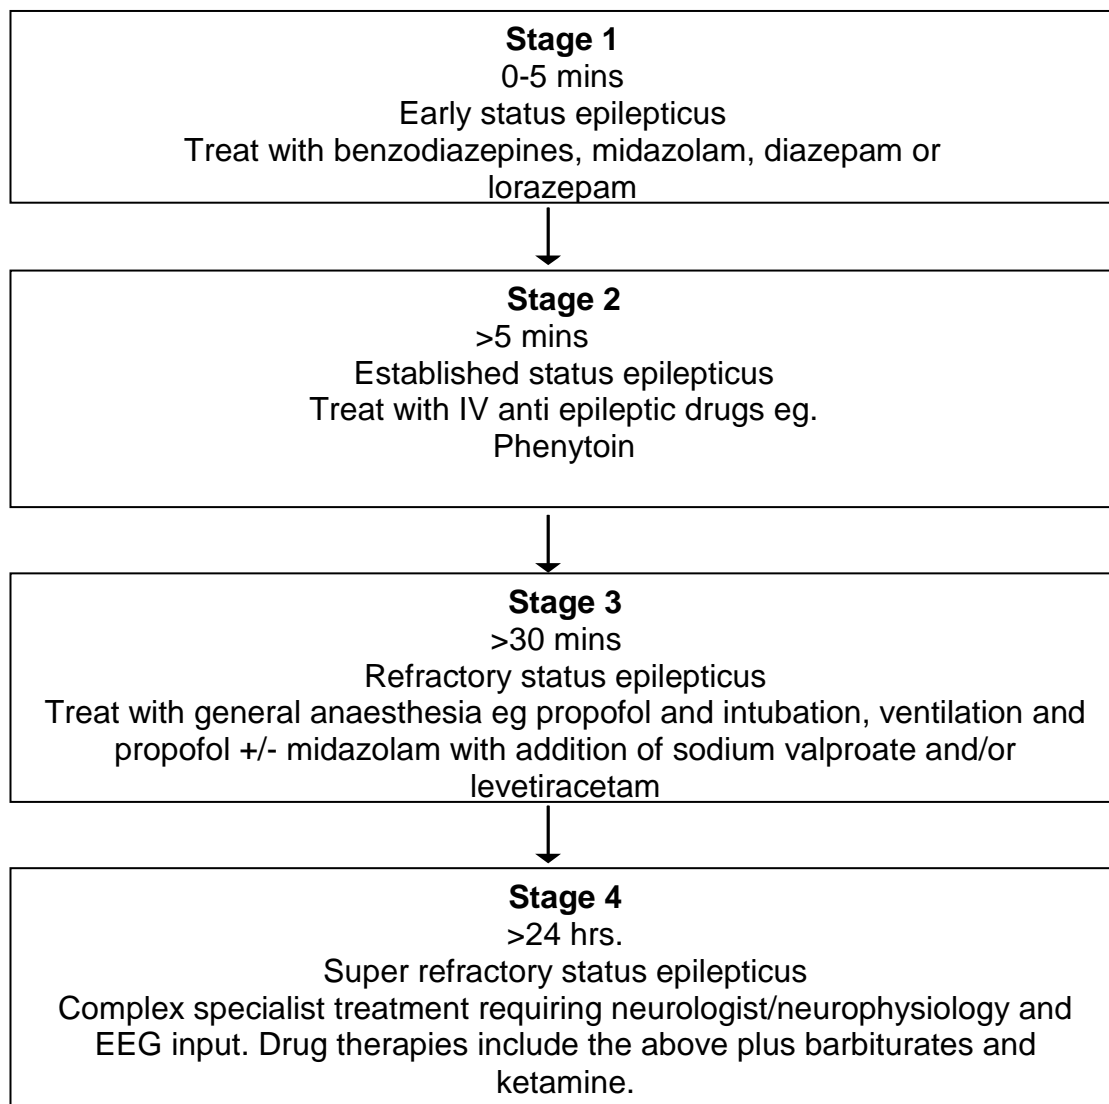 Stage 1
0-5 mins
Early status epilepticus
Treat with benzodiazepines, midazolam, diazepam or
lorazepam
Stage 2
>5 mins
Established status epilepticus
Treat with IV anti epileptic drugs eg.
Phenytoin
Stage 3
>30 mins
Refractory status epilepticus
Treat with general anaesthesia eg propofol and intubation, ventilation and
propofol +/- midazolam with addition of sodium valproate and/or
levetiracetam
Stage 4
>24 hrs.
Super refractory status epilepticus
Complex specialist treatment requiring neurologist/neurophysiology and
EEG input. Drug therapies include the above plus barbiturates and
ketamine.